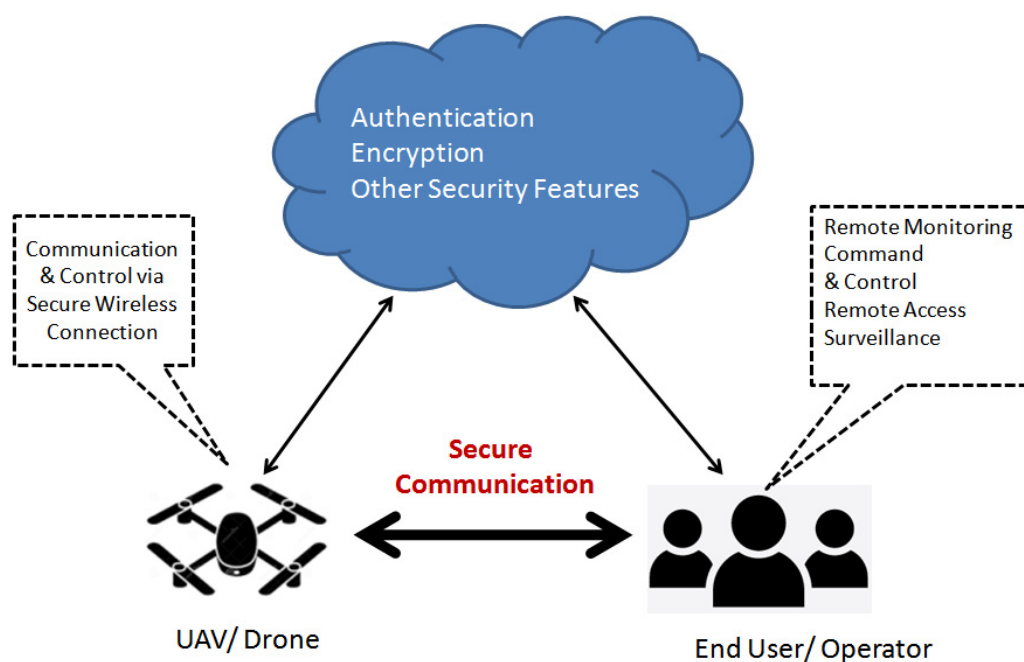 Authentication
Encryption
Other Security Features
Communication
& Control via
Secure Wireless
Connection
Remote Monitoring
Command
& Control
Remote Access
Surveillance
Secure
Communication
UAV/ Drone
End User/ Operator